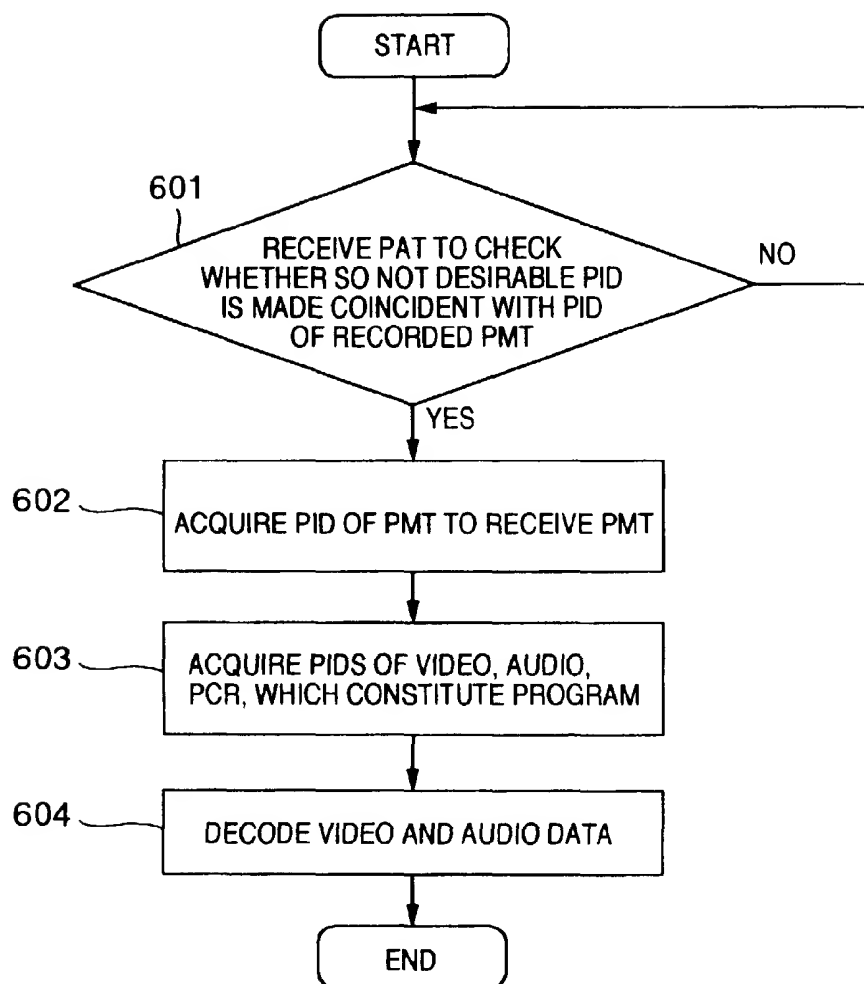 START
601
RECEIVE PAT TO CHECK
WHETHER SO NOT DESIRABLE PID
IS MADE COINCIDENT WITH PID
OF RECORDED PMT
NO
YES
602
ACQUIRE PID OF PMT TO RECEIVE PMT
603
ACQUIRE PIDS OF VIDEO, AUDIO,
PCR, WHICH CONSTITUTE PROGRAM
604
DECODE VIDEO AND AUDIO DATA
END